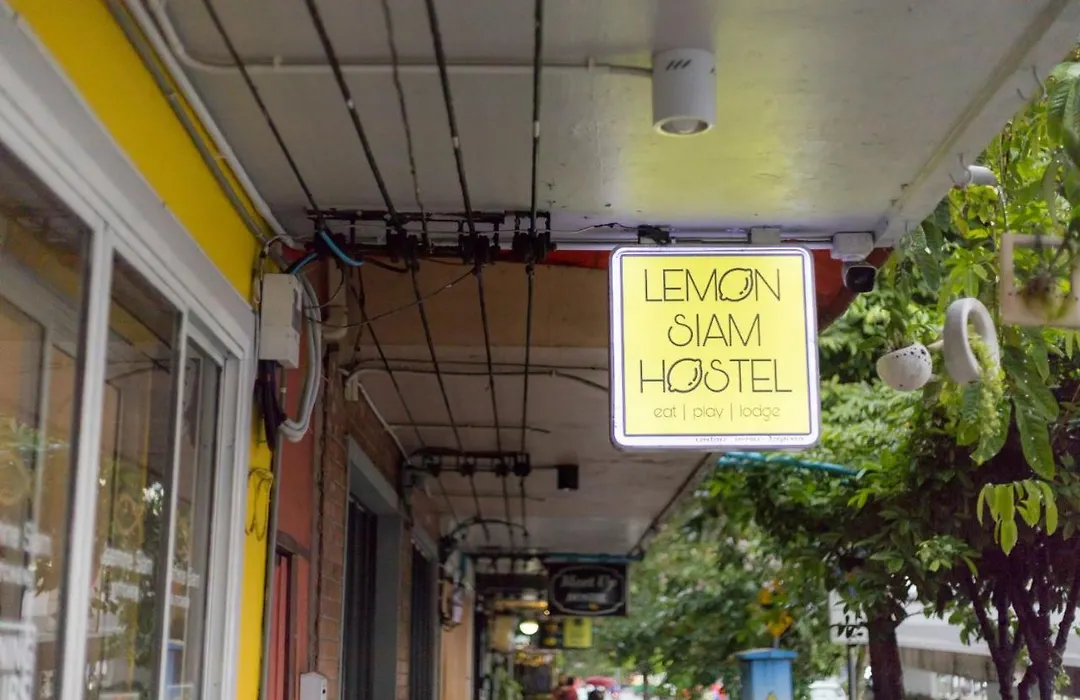 LEMON
SIAM
HOSTEL
eat | play | lodge